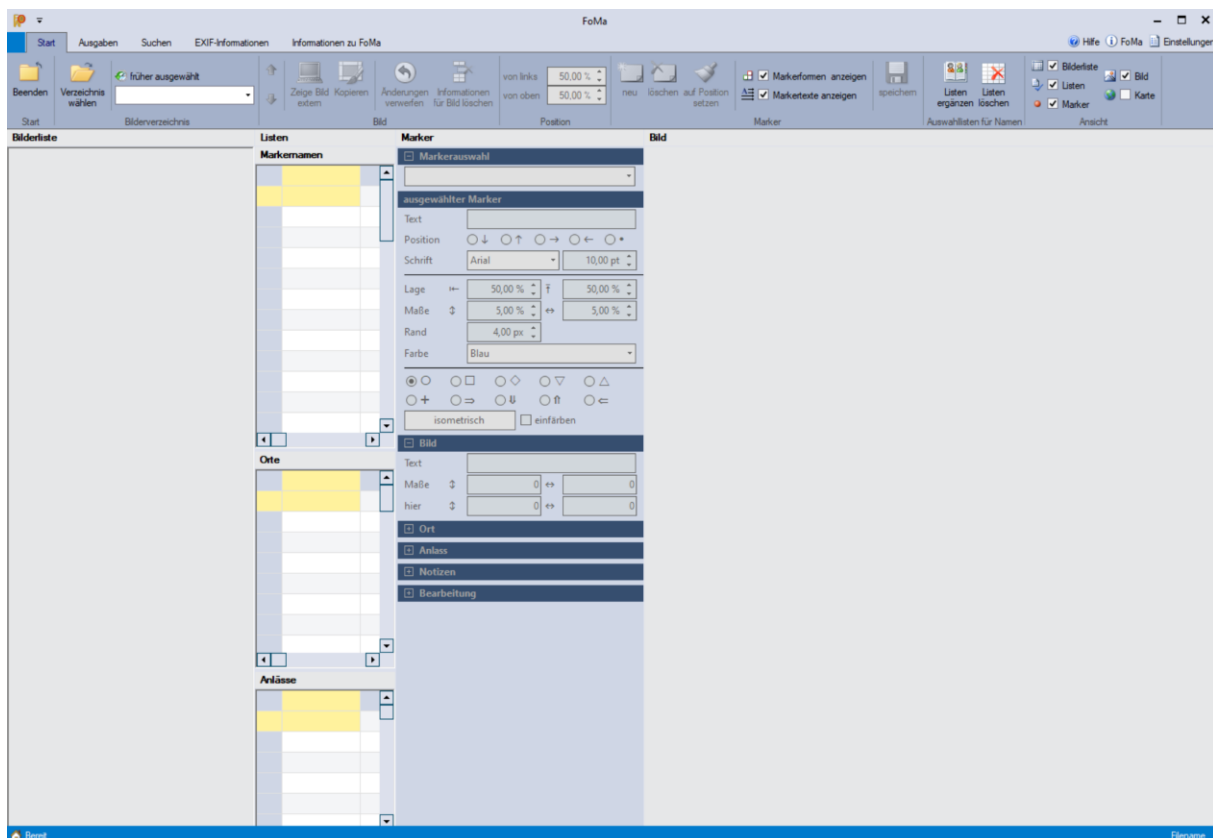 FoMa
Start Ausgaben Suchen EXIF-Informationen Informationen zu FoMa Hilfe FoMa Einstellungen
Beenden Verzeichnis wählen früher ausgewählt Zeige Bild extern Kopieren Änderungen verwerfen Informationen für Bild löschen von links 50,00 % von oben 50,00 % neu löschen auf Position setzen Markerformen anzeigen Markertexte anzeigen speichern Listen ergänzen Listen löschen Bilderliste Listen Marker Bild Karte
Start Bilderverzeichnis Bild Position Marker Auswahllisten für Namen Ansicht
Bilderliste Listen Marker Bild
Markernamen
Markerauswahl
ausgewählter Marker
Text
Position
Schrift Arial 10,00 pt
Lage 50,00 % 50,00 %
Maße 5,00 % 5,00 %
Rand 4,00 px
Farbe Blau
isometrisch einfärben
Bild
Orte
Text
Maße 0 0
hier 0 0
Ort
Anlass
Notizen
Bearbeitung
Anlässe
Bereit Filename